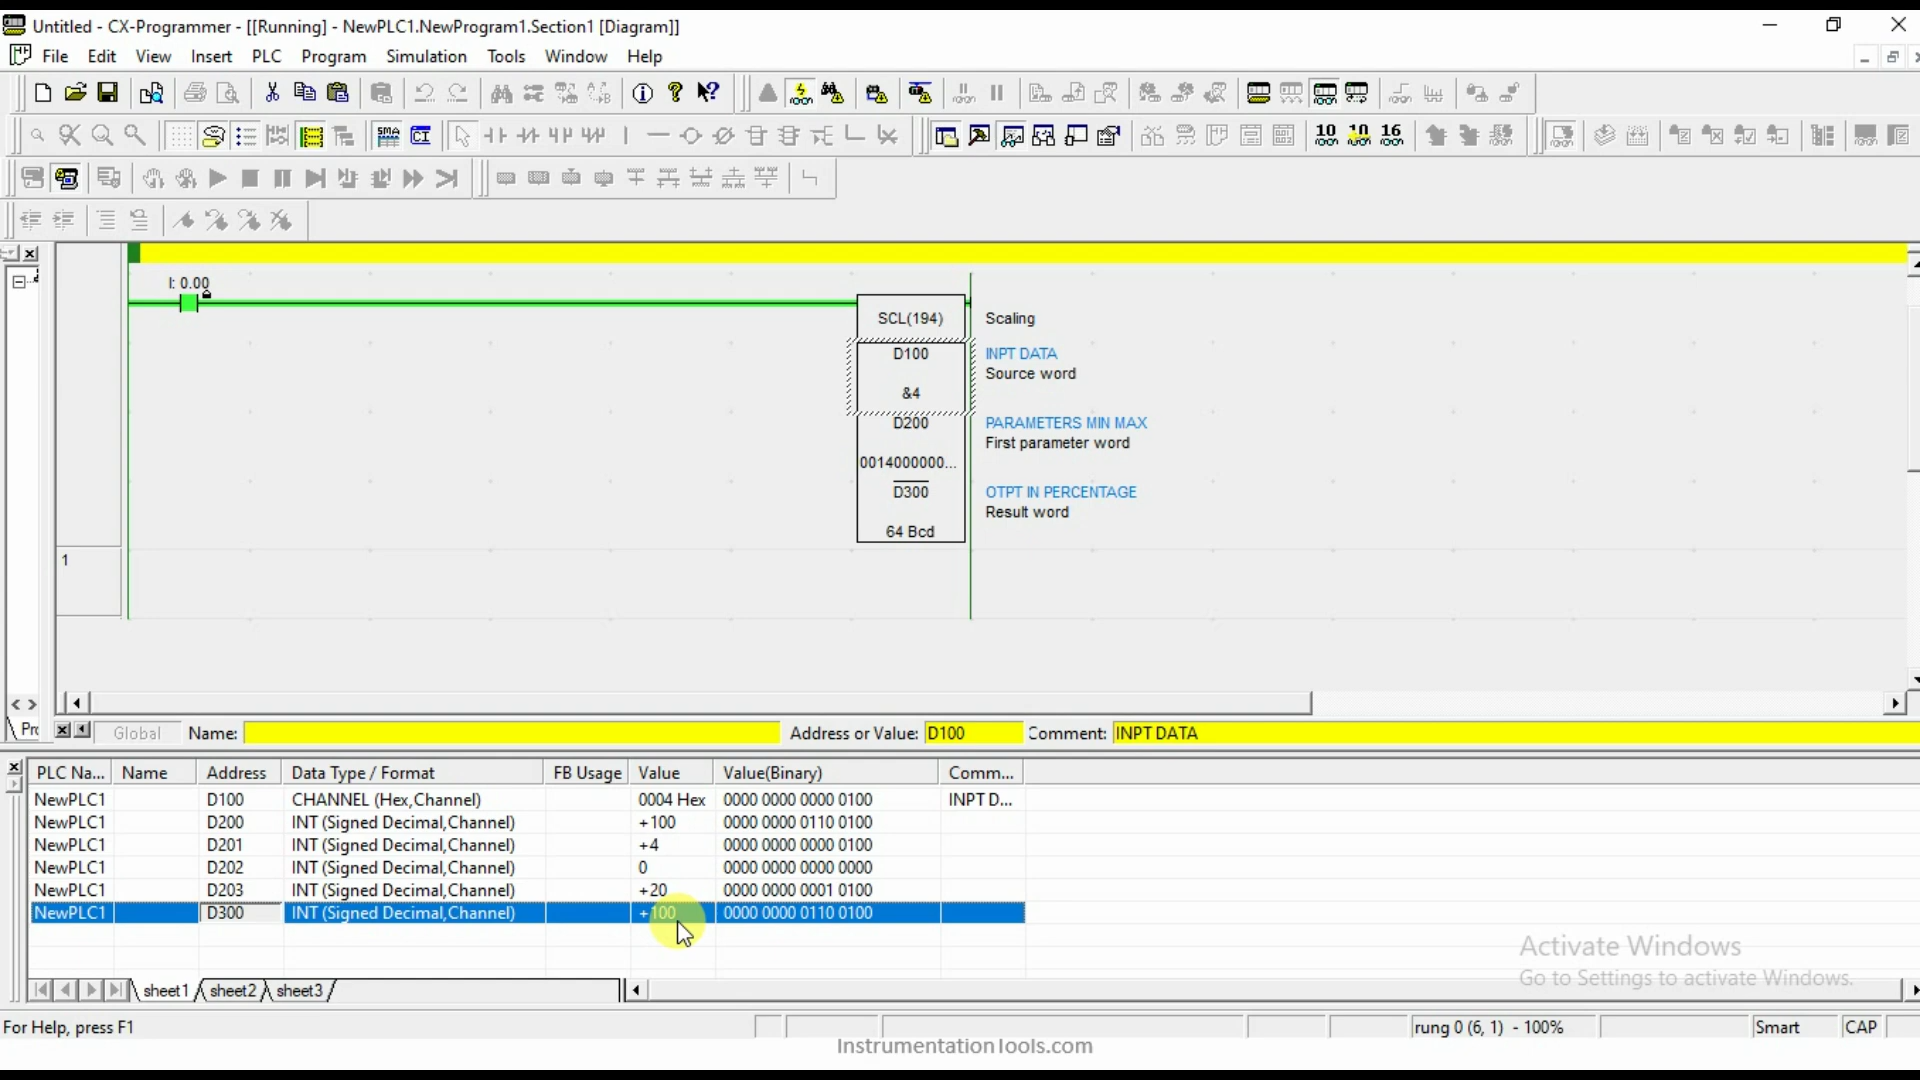 Untitled - CX-Programmer - [[Running] - NewPLC1.NewProgram1.Section1 [Diagram]]
File Edit View Insert PLC Program Simulation Tools Window Help
SMA CI 10 10 16
I: 0.00
SCL(194) Scaling
D100 INPT DATA
Source word
&4
D200 PARAMETERS MIN MAX
First parameter word
0014000000...
D300 OTPT IN PERCENTAGE
Result word
64 Bcd
1
Pro
Global Name: Address or Value: D100 Comment: INPT DATA
PLC Na... Name Address Data Type / Format FB Usage Value Value(Binary) Comm...
NewPLC1 D100 CHANNEL (Hex,Channel) 0004 Hex 0000 0000 0000 0100 INPT D...
NewPLC1 D200 INT (Signed Decimal,Channel) +100 0000 0000 0110 0100
NewPLC1 D201 INT (Signed Decimal,Channel) +4 0000 0000 0000 0100
NewPLC1 D202 INT (Signed Decimal,Channel) 0 0000 0000 0000 0000
NewPLC1 D203 INT (Signed Decimal,Channel) +20 0000 0000 0001 0100
NewPLC1 D300 INT (Signed Decimal,Channel) +100 0000 0000 0110 0100
Activate Windows
Go to Settings to activate Windows.
sheet1 sheet2 sheet3
For Help, press F1 rung 0 (6, 1) - 100% Smart CAP
InstrumentationTools.com